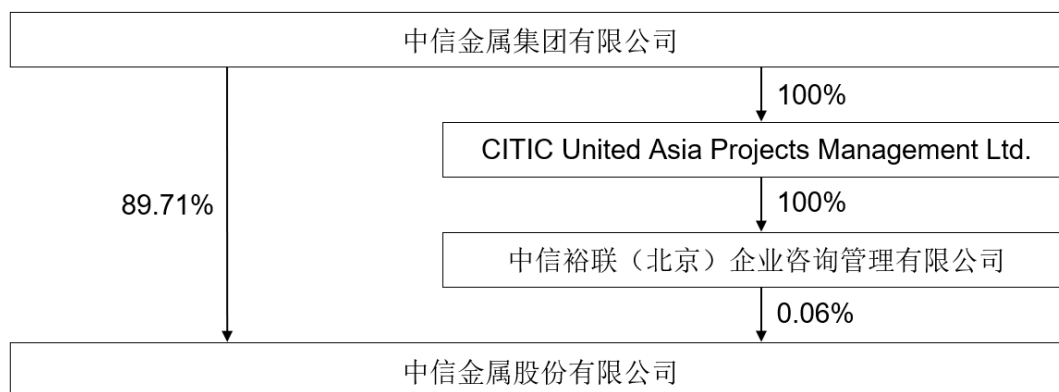 中信金属集团有限公司
100%
CITIC United Asia Projects Management Ltd.
89.71%
100%
中信裕联（北京）企业咨询管理有限公司
0.06%
中信金属股份有限公司